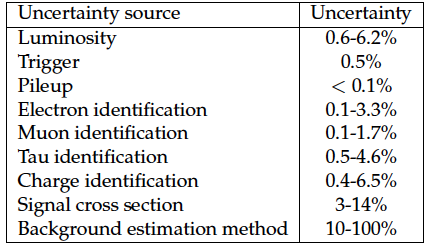 Uncertainty source Uncertainty
Luminosity 0.6-6.2%
Trigger 0.5%
Pileup < 0.1%
Electron identification 0.1-3.3%
Muon identification 0.1-1.7%
Tau identification 0.5-4.6%
Charge identification 0.4-6.5%
Signal cross section 3-14%
Background estimation method 10-100%